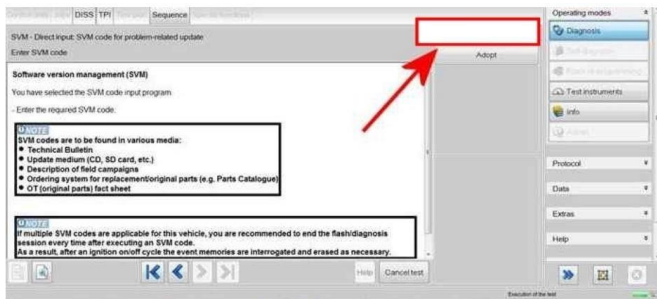 DISS TPI Sequence
Operating modes
SVM - Direct input: SVM code for problem-related update
Enter SVM code
Adopt
Diagnosis
Software version management (SVM)
You have selected the SVM code input program
- Enter the required SVM code:
Test instruments
Info
NOTE
SVM codes are to be found in various media:
● Technical Bulletin
● Update medium (CD, SD card, etc.)
● Description of field campaigns
● Ordering system for replacement/original parts (e.g. Parts Catalogue)
● OT (original parts) fact sheet
Protocol
Data
Extras
Help
NOTE
If multiple SVM codes are applicable for this vehicle, you are recommended to end the flash/diagnosis
session every time after executing an SVM code.
As a result, after an ignition on/off cycle the event memories are interrogated and erased as necessary.
Help Cancel test
Execution of the test